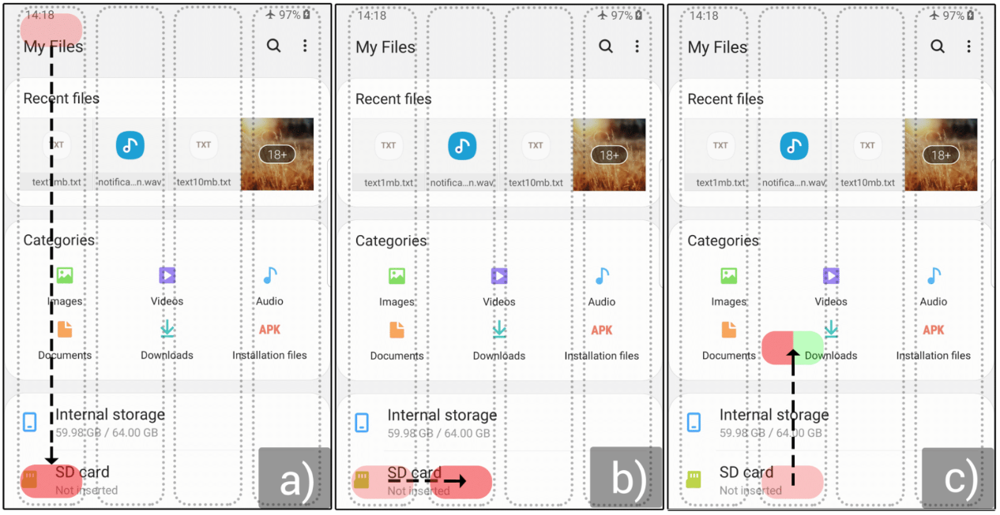 14:18 97%
My Files
Recent files
TXT TXT 18+
text1mb.txt notifica...n.wav text10mb.txt
Categories
Images Videos Audio
APK
Documents Downloads Installation files
Internal storage
59.98 GB / 64.00 GB
SD card
Not inserted
a)
14:18 97%
My Files
Recent files
TXT TXT 18+
text1mb.txt notifica...n.wav text10mb.txt
Categories
Images Videos Audio
APK
Documents Downloads Installation files
Internal storage
59.98 GB / 64.00 GB
SD card
Not inserted
b)
14:18 97%
My Files
Recent files
TXT TXT 18+
text1mb.txt notifica...n.wav text10mb.txt
Categories
Images Videos Audio
APK
Documents Downloads Installation files
Internal storage
59.98 GB / 64.00 GB
SD card
Not inserted
c)